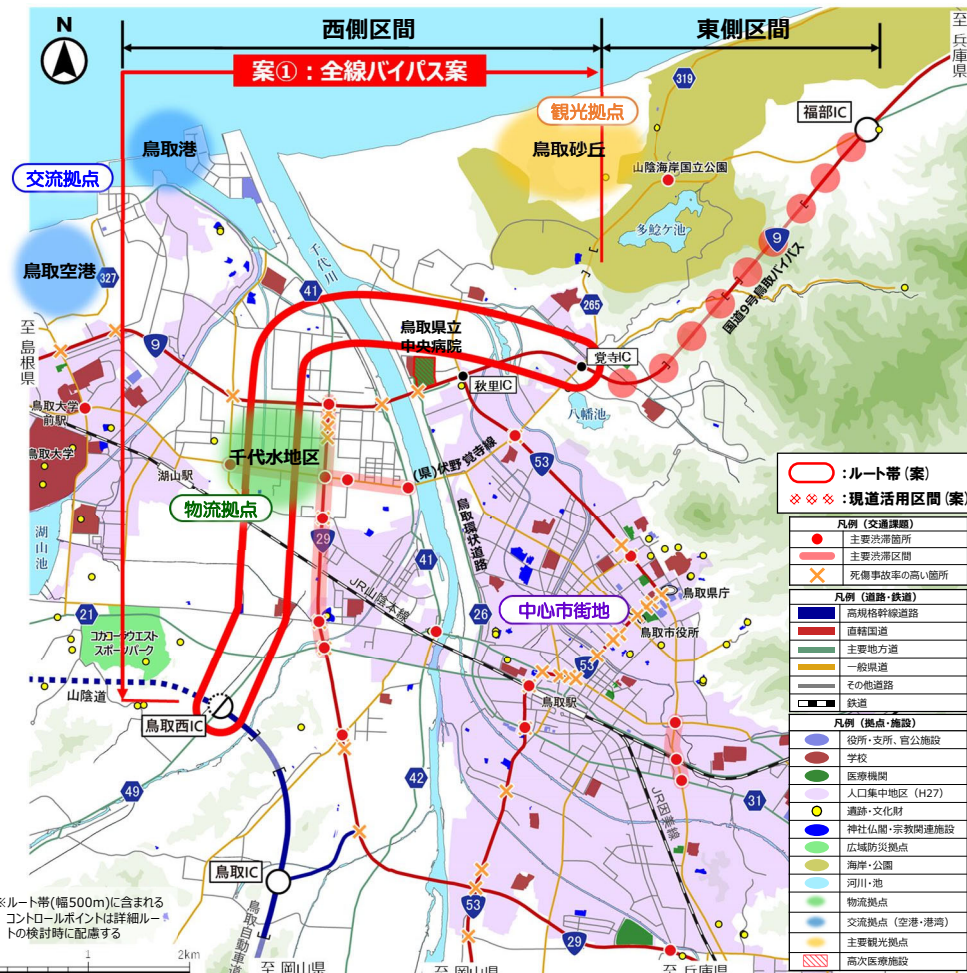 N
西側区間
東側区間
至 兵庫県
案①：全線バイパス案
319
観光拠点
福部IC
鳥取港
鳥取砂丘
山陰海岸国立公園
交流拠点
多鯰ケ池
9
鳥取空港
327
千代川
国道9号鳥取バイパス
41
265
至 島根県
9
鳥取県立
中央病院
覚寺IC
秋里IC
鳥取大学
前駅
八幡池
(県)伏野覚寺線
鳥取大学
千代水地区
53
湖山駅
物流拠点
鳥取環状道路
湖山池
29
JR山陰本線
41
26
中心市街地
鳥取県庁
21
鳥取市役所
コカコーラウエスト
スポーツパーク
53
山陰道
鳥取駅
鳥取西IC
49
42
31
JR因美線
鳥取IC
53
鳥取自動車道
29
※ルート帯(幅500m)に含まれる
コントロールポイントは詳細ルー
トの検討時に配慮する
1
2km
至 岡山県
至 岡山県
至 兵庫県
：ルート帯（案）
：現道活用区間（案）
凡例（交通課題）
主要渋滞箇所
主要渋滞区間
死傷事故率の高い箇所
凡例（道路・鉄道）
高規格幹線道路
直轄国道
主要地方道
一般県道
その他道路
鉄道
凡例（拠点・施設）
役所・支所、官公施設
学校
医療機関
人口集中地区（H27）
遺跡・文化財
神社仏閣・宗教関連施設
広域防災拠点
海岸・公園
河川・池
物流拠点
交流拠点（空港・港湾）
主要観光拠点
高次医療施設